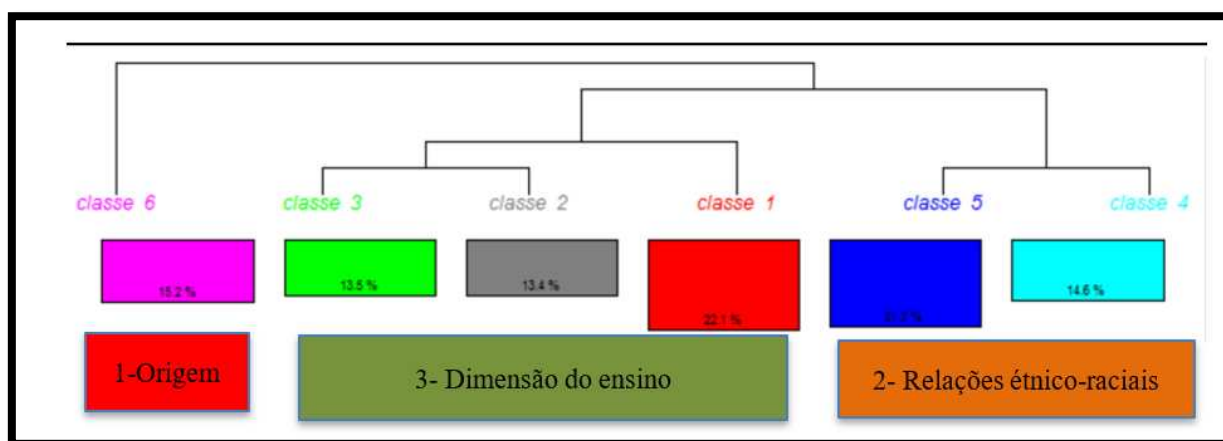 classe 6 classe 3 classe 2 classe 1 classe 5 classe 4
15.2 % 13.5 % 13.4 % 22.1 % 14.6 %
1-Origem 3- Dimensão do ensino 2- Relações étnico-raciais